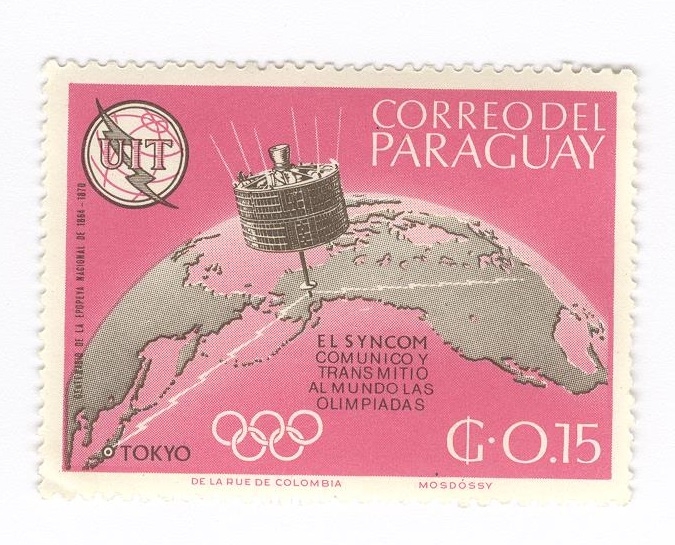 CORREO DEL
PARAGUAY
UIT
CENTENARIO DE LA EPOPEYA NACIONAL DE 1864-1870
EL SYNCOM
COMUNICO Y
TRANSMITIO
AL MUNDO LAS
OLIMPIADAS
TOKYO
₲·0.15
DE LA RUE DE COLOMBIA
MOSDÓSSY